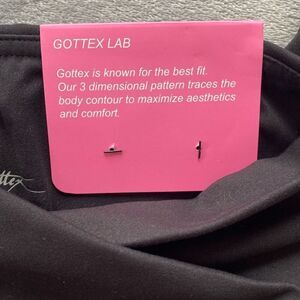 GOTTEX LAB
Gottex is known for the best fit.
Our 3 dimensional pattern traces the
body contour to maximize aesthetics
and comfort.